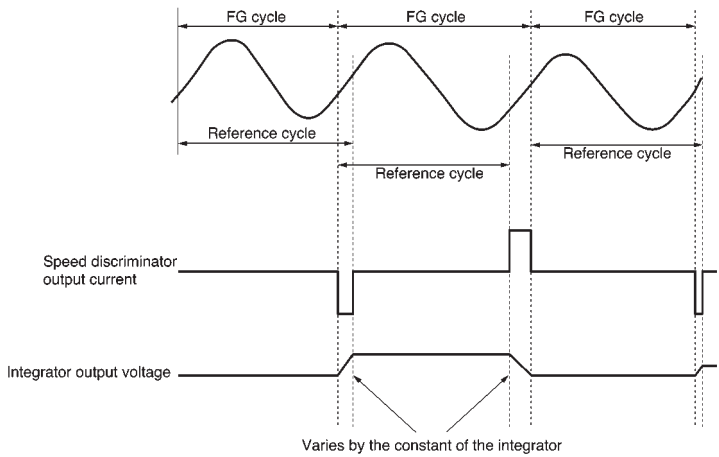 FG cycle
FG cycle
FG cycle
Reference cycle
Reference cycle
Reference cycle
Speed discriminator
output current
Integrator output voltage
Varies by the constant of the integrator